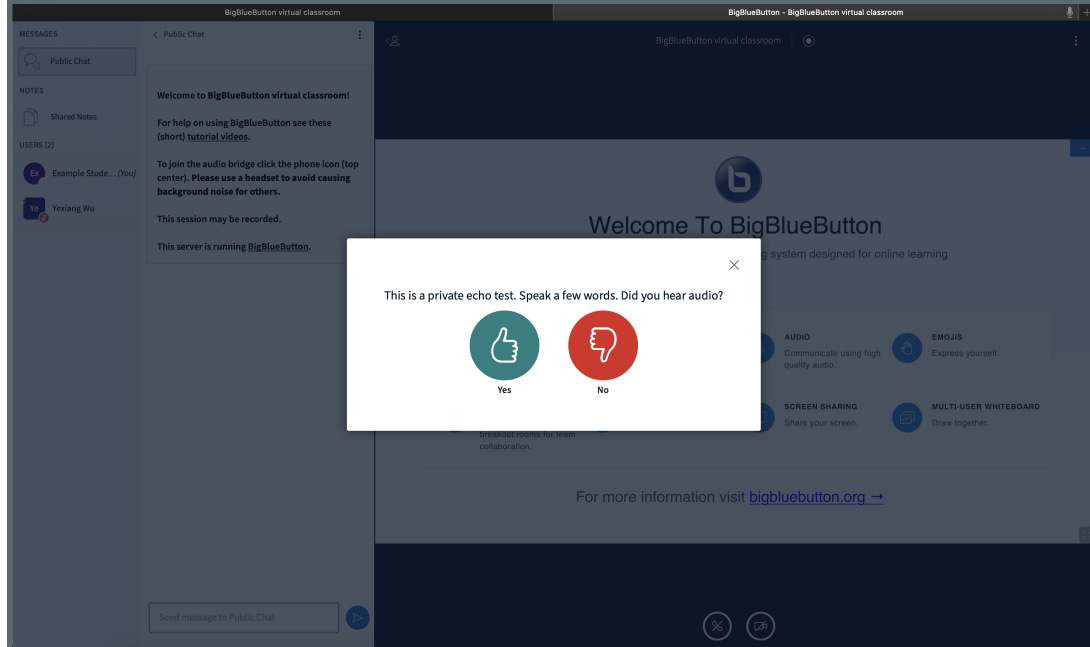 BigBlueButton virtual classroom
BigBlueButton - BigBlueButton virtual classroom
MESSAGES
Public Chat
NOTES
Shared Notes
USERS (2)
Ex Example Stude... (You)
Ye Yexiang Wu
Public Chat
Welcome to BigBlueButton virtual classroom!
For help on using BigBlueButton see these
(short) tutorial videos.
To join the audio bridge click the phone icon (top
center). Please use a headset to avoid causing
background noise for others.
This session may be recorded.
This server is running BigBlueButton.
Send message to Public Chat
BigBlueButton virtual classroom
Welcome To BigBlueButton
system designed for online learning
This is a private echo test. Speak a few words. Did you hear audio?
Yes
No
AUDIO
Communicate using high
quality audio.
EMOJIS
Express yourself.
SCREEN SHARING
Share your screen.
MULTI-USER WHITEBOARD
Draw together.
breakout rooms for team
collaboration.
For more information visit bigbluebutton.org →